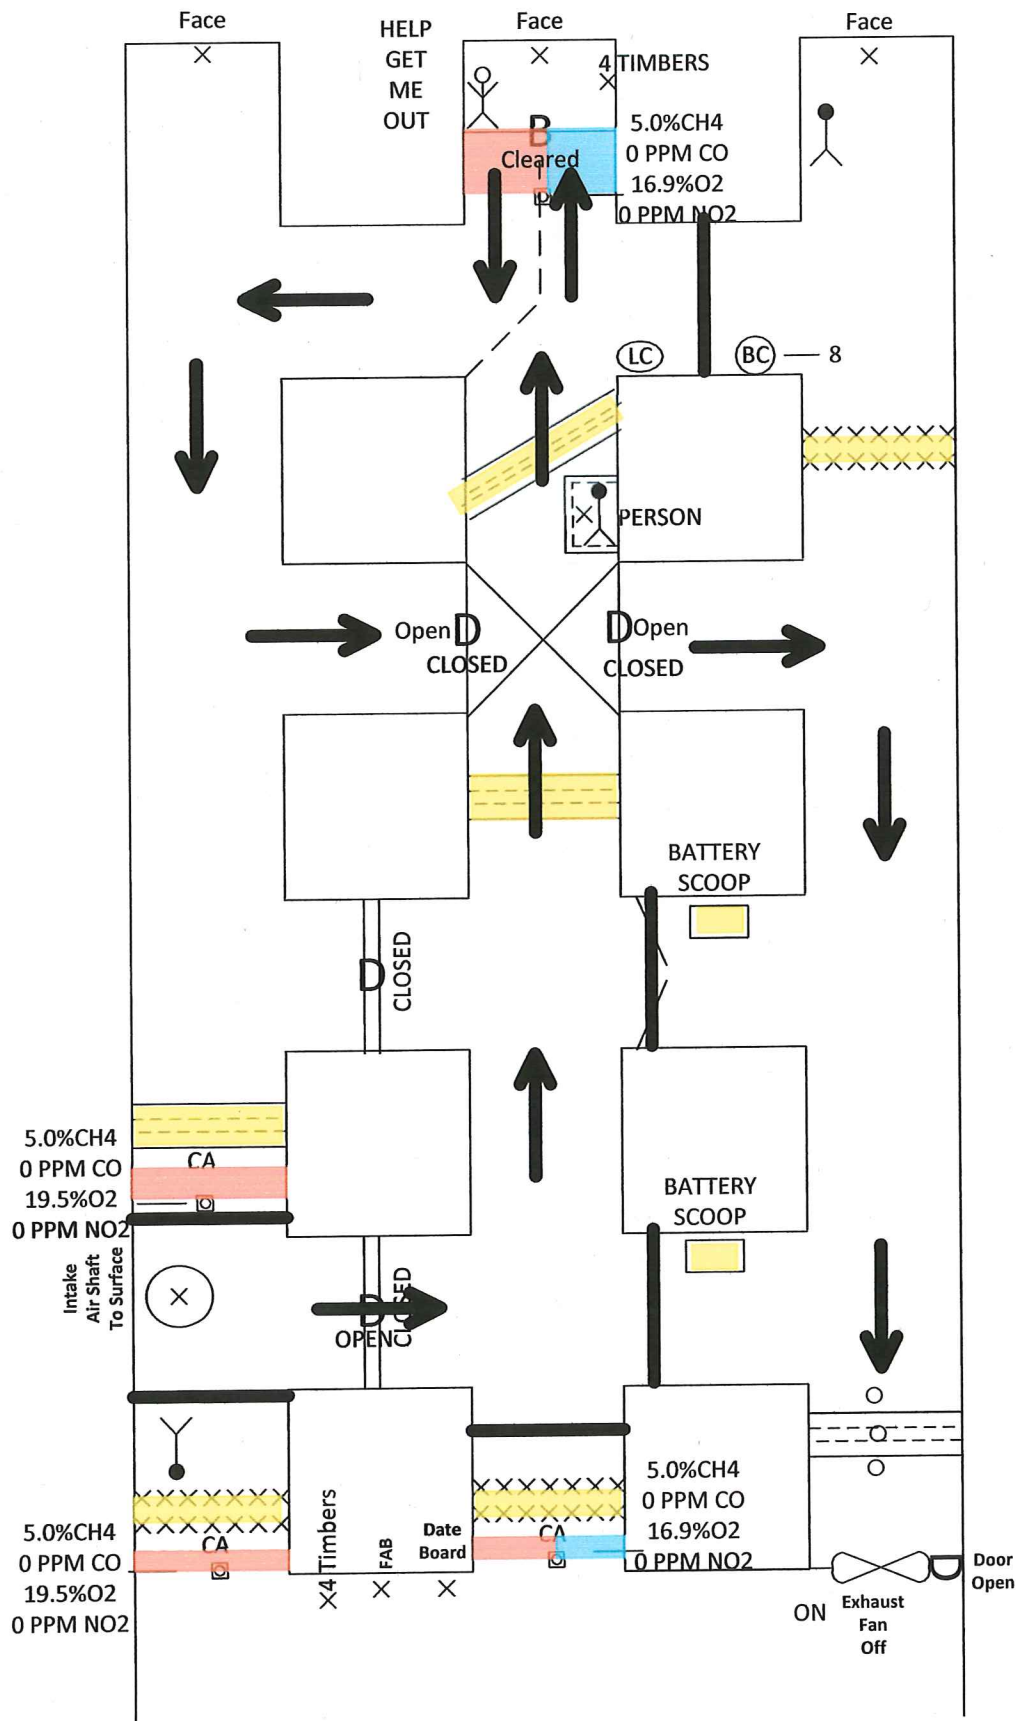 Face
HELP
GET
ME
OUT
Face
Face
4 TIMBERS
B
Cleared
5.0%CH4
0 PPM CO
16.9%O2
0 PPM NO2
LC
BC
8
PERSON
Open D
CLOSED
D Open
CLOSED
BATTERY
SCOOP
D
CLOSED
5.0%CH4
0 PPM CO
19.5%O2
0 PPM NO2
CA
BATTERY
SCOOP
Intake
Air Shaft
To Surface
D
OPEN
CLOSED
5.0%CH4
0 PPM CO
19.5%O2
0 PPM NO2
CA
4 Timbers
FAB
Date
Board
CA
5.0%CH4
0 PPM CO
16.9%O2
0 PPM NO2
ON
Exhaust
Fan
Off
D
Door
Open